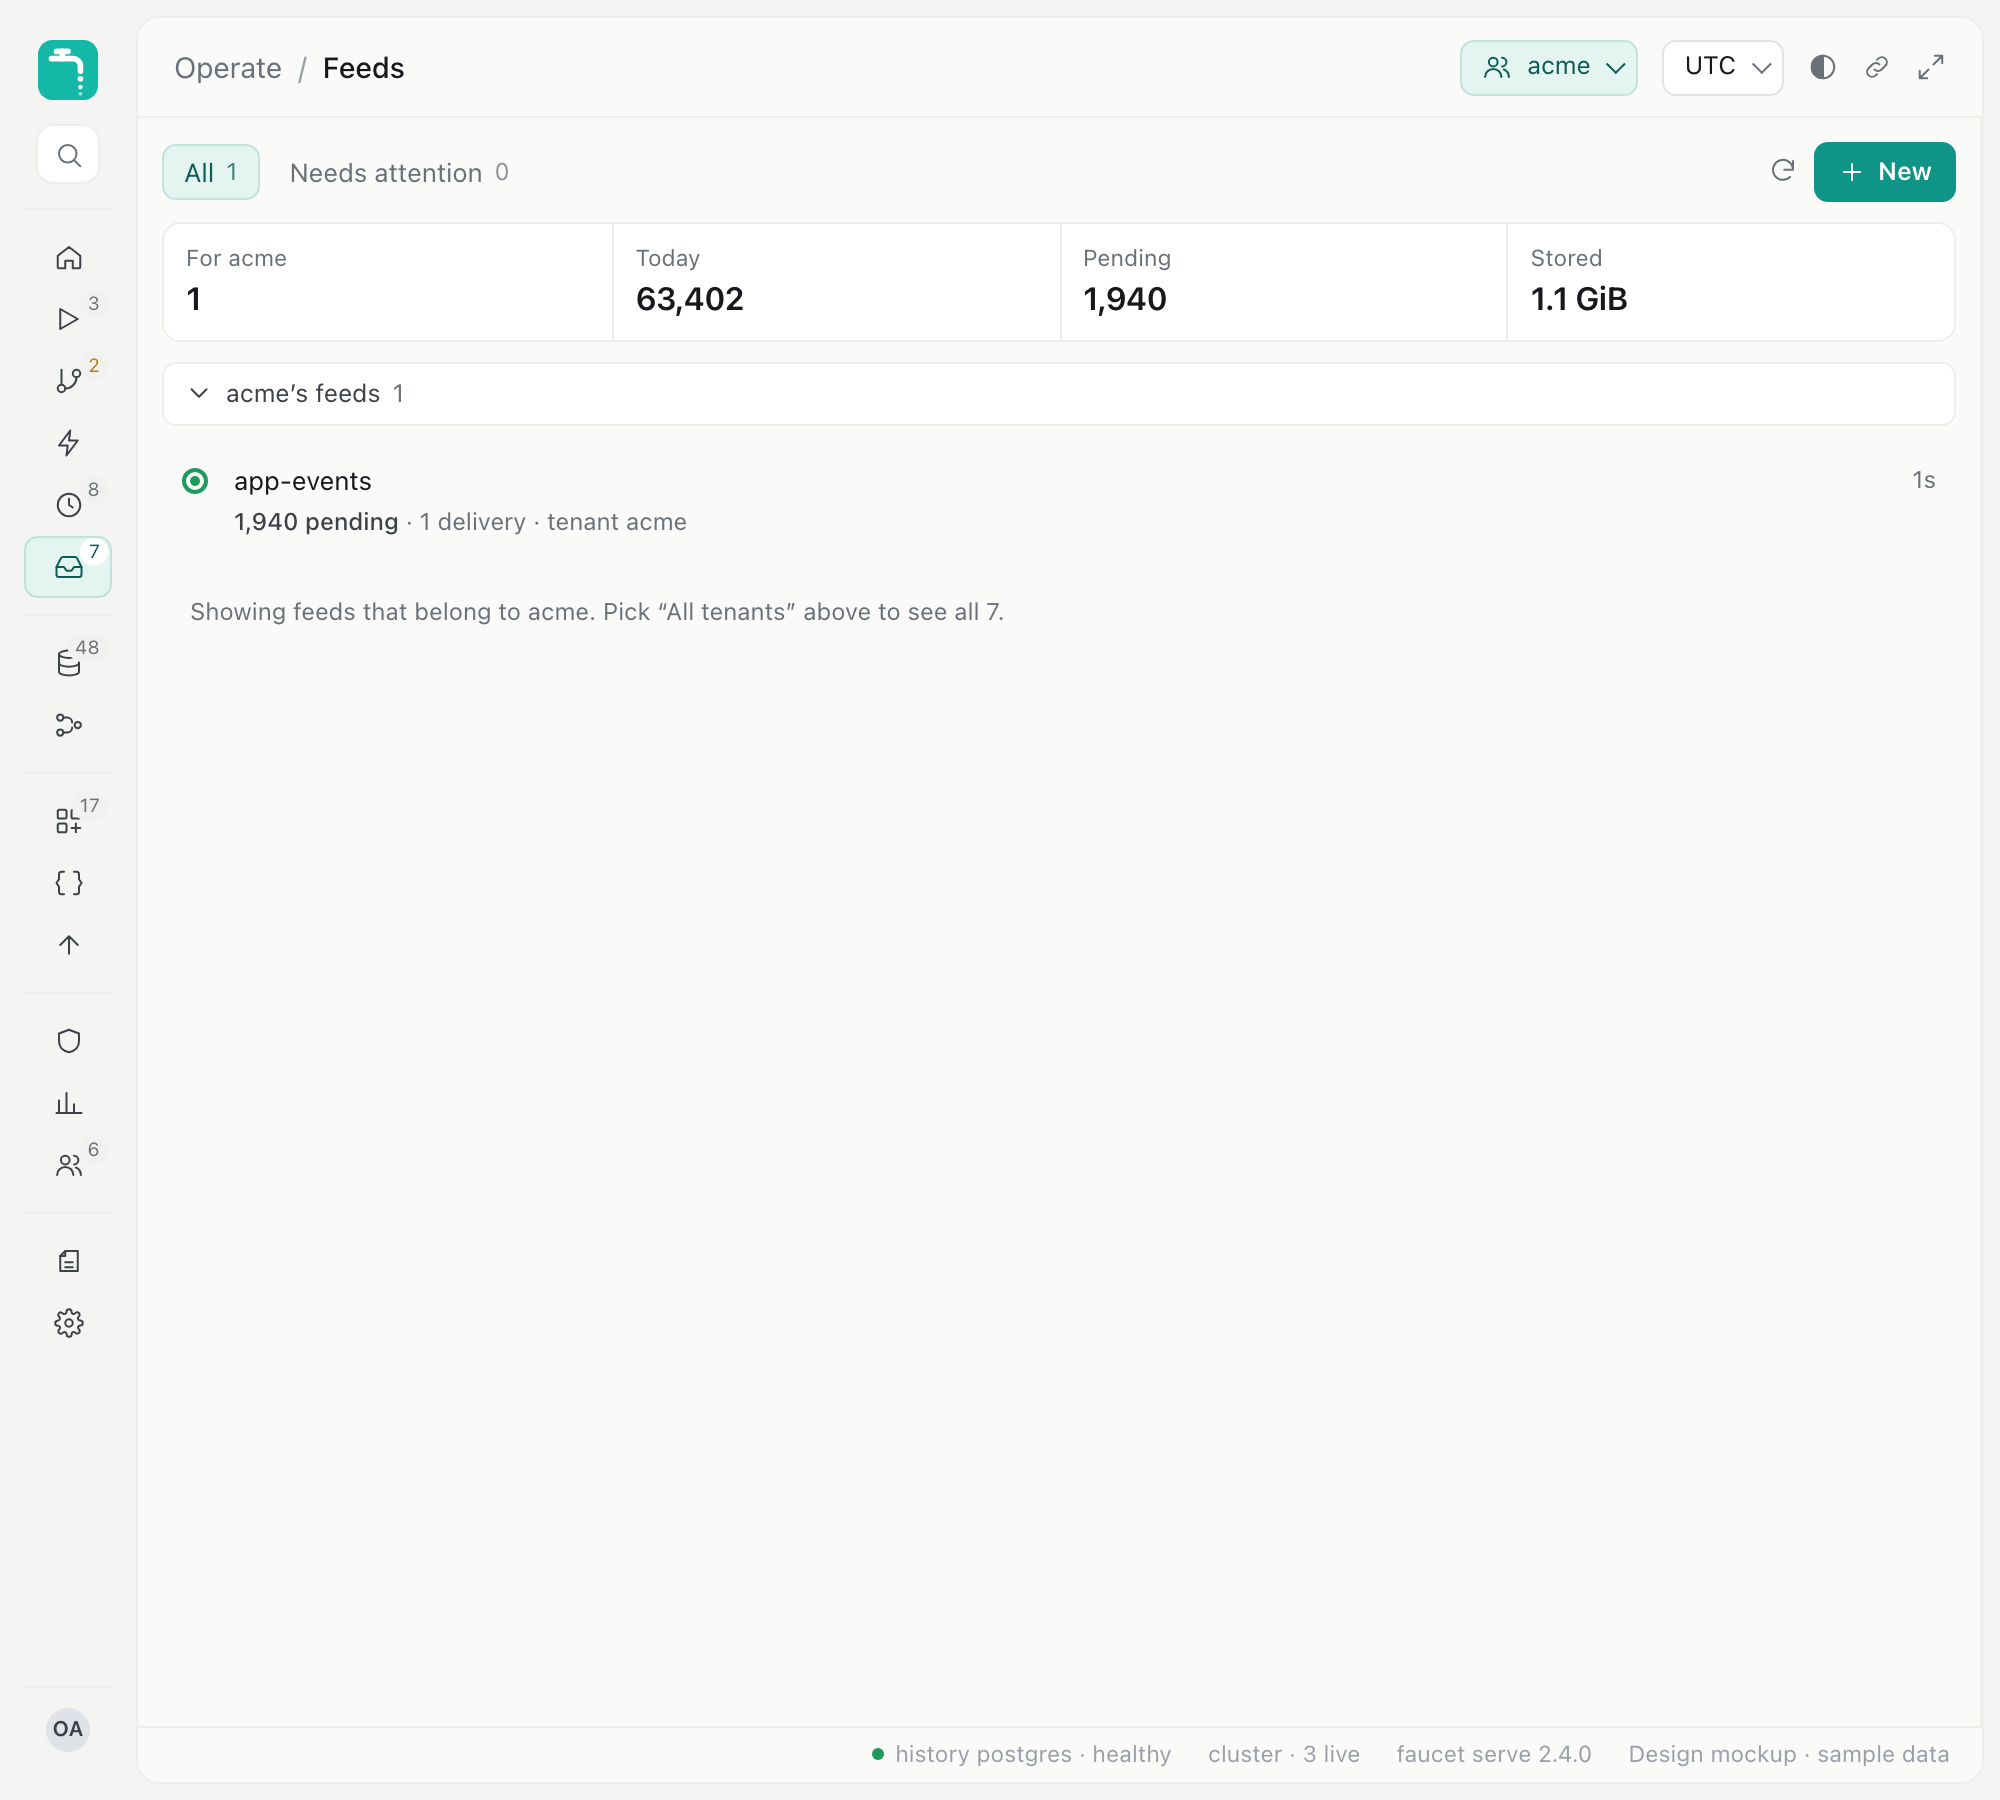 Operate / Feeds
acme
UTC
All 1
Needs attention 0
+ New
For acme
1
Today
63,402
Pending
1,940
Stored
1.1 GiB
acme’s feeds 1
app-events
1s
1,940 pending · 1 delivery · tenant acme
Showing feeds that belong to acme. Pick “All tenants” above to see all 7.
3
2
8
7
48
17
6
OA
history postgres · healthy
cluster · 3 live
faucet serve 2.4.0
Design mockup · sample data